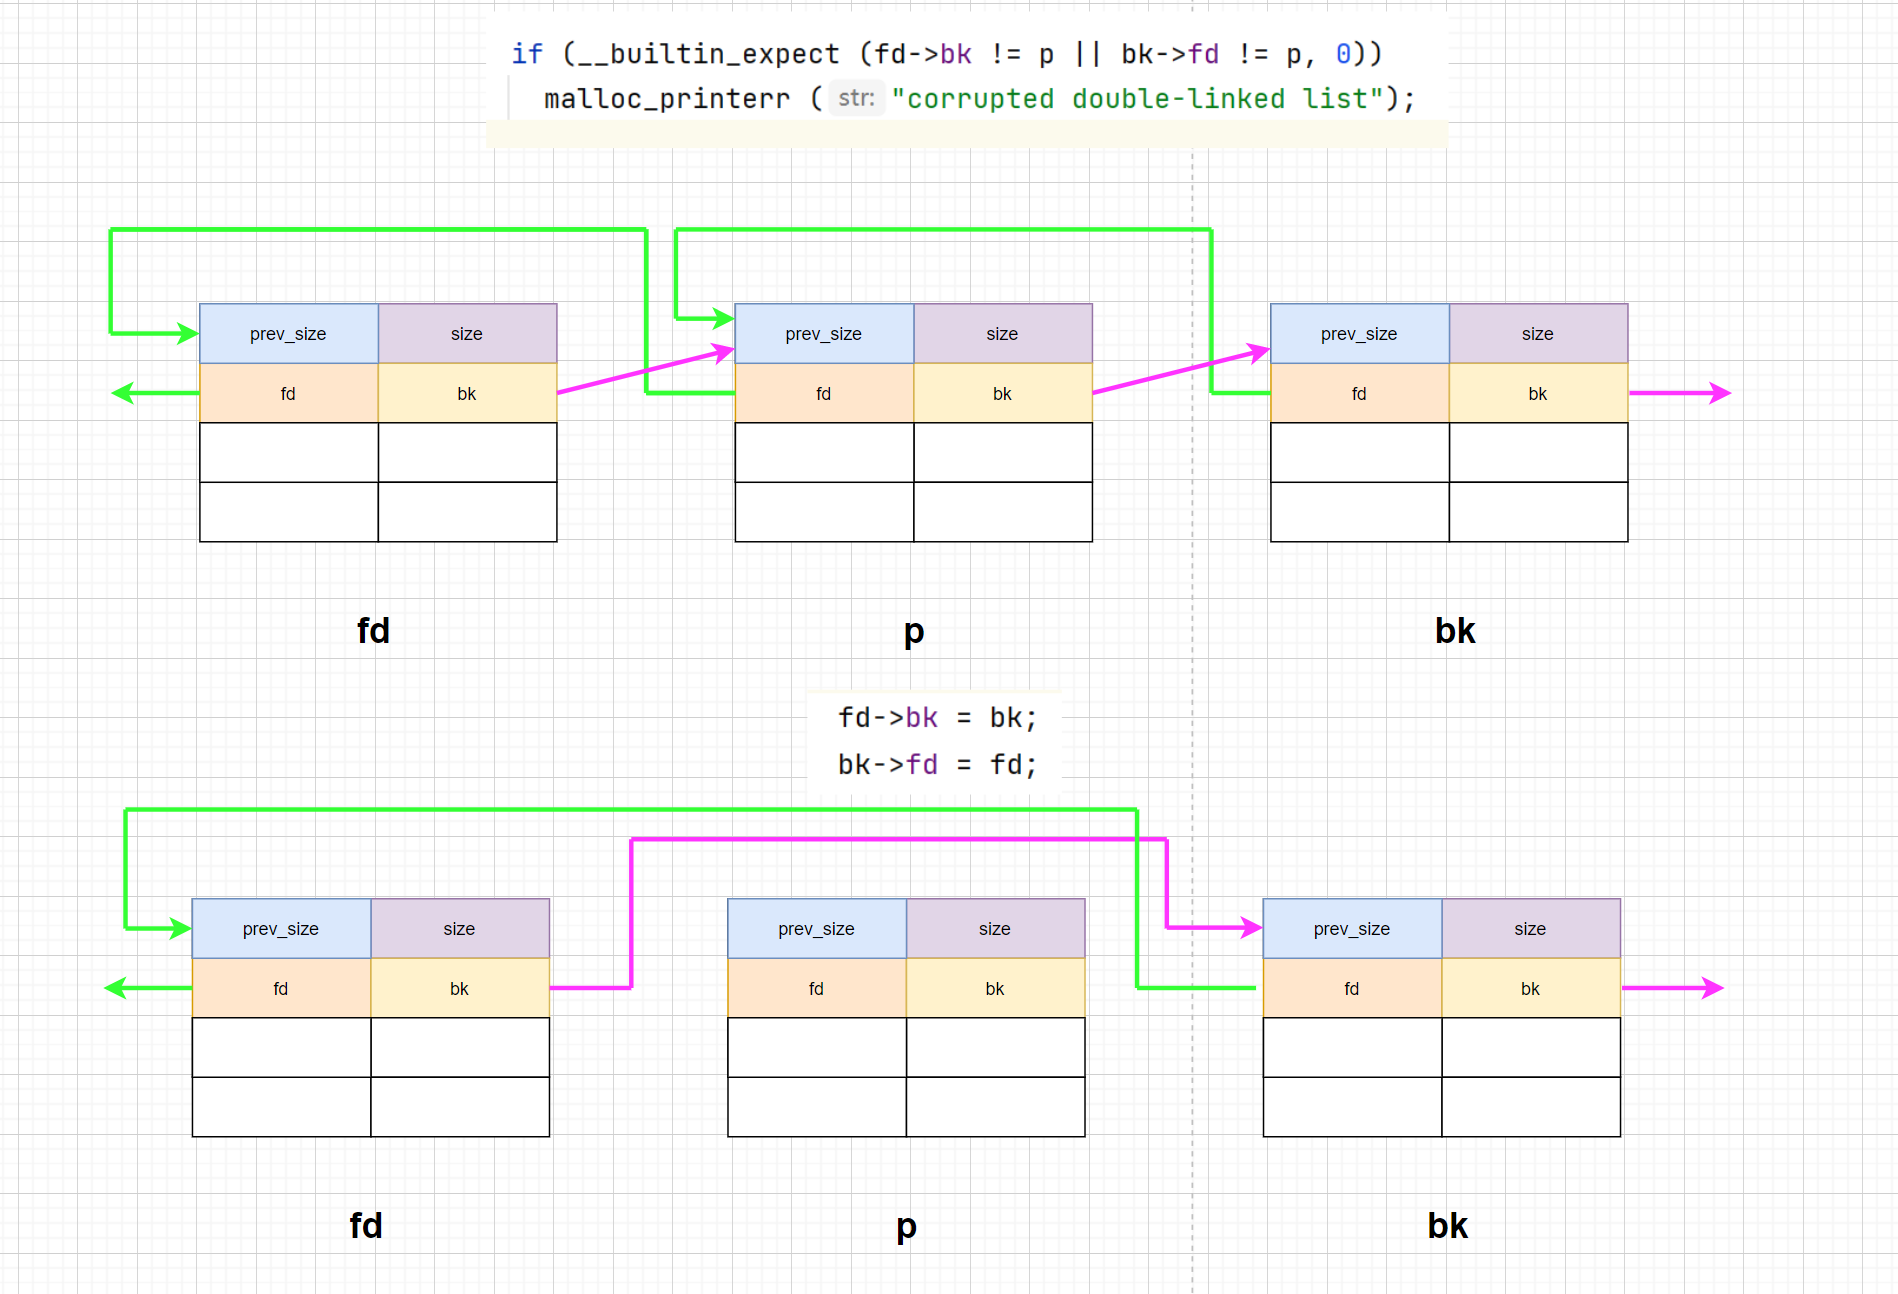 if (__builtin_expect (fd->bk != p || bk->fd != p, 0))
malloc_printerr ( str: "corrupted double-linked list");
prev_size size prev_size size prev_size size
fd bk fd bk fd bk
fd p bk
fd->bk = bk;
bk->fd = fd;
prev_size size prev_size size prev_size size
fd bk fd bk fd bk
fd p bk